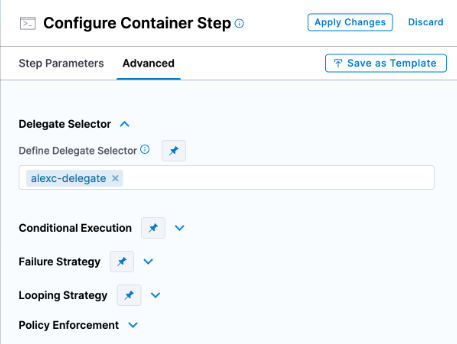 Configure Container Step
Apply Changes
Discard
Step Parameters
Advanced
Save as Template
Delegate Selector
Define Delegate Selector
alexc-delegate
Conditional Execution
Failure Strategy
Looping Strategy
Policy Enforcement